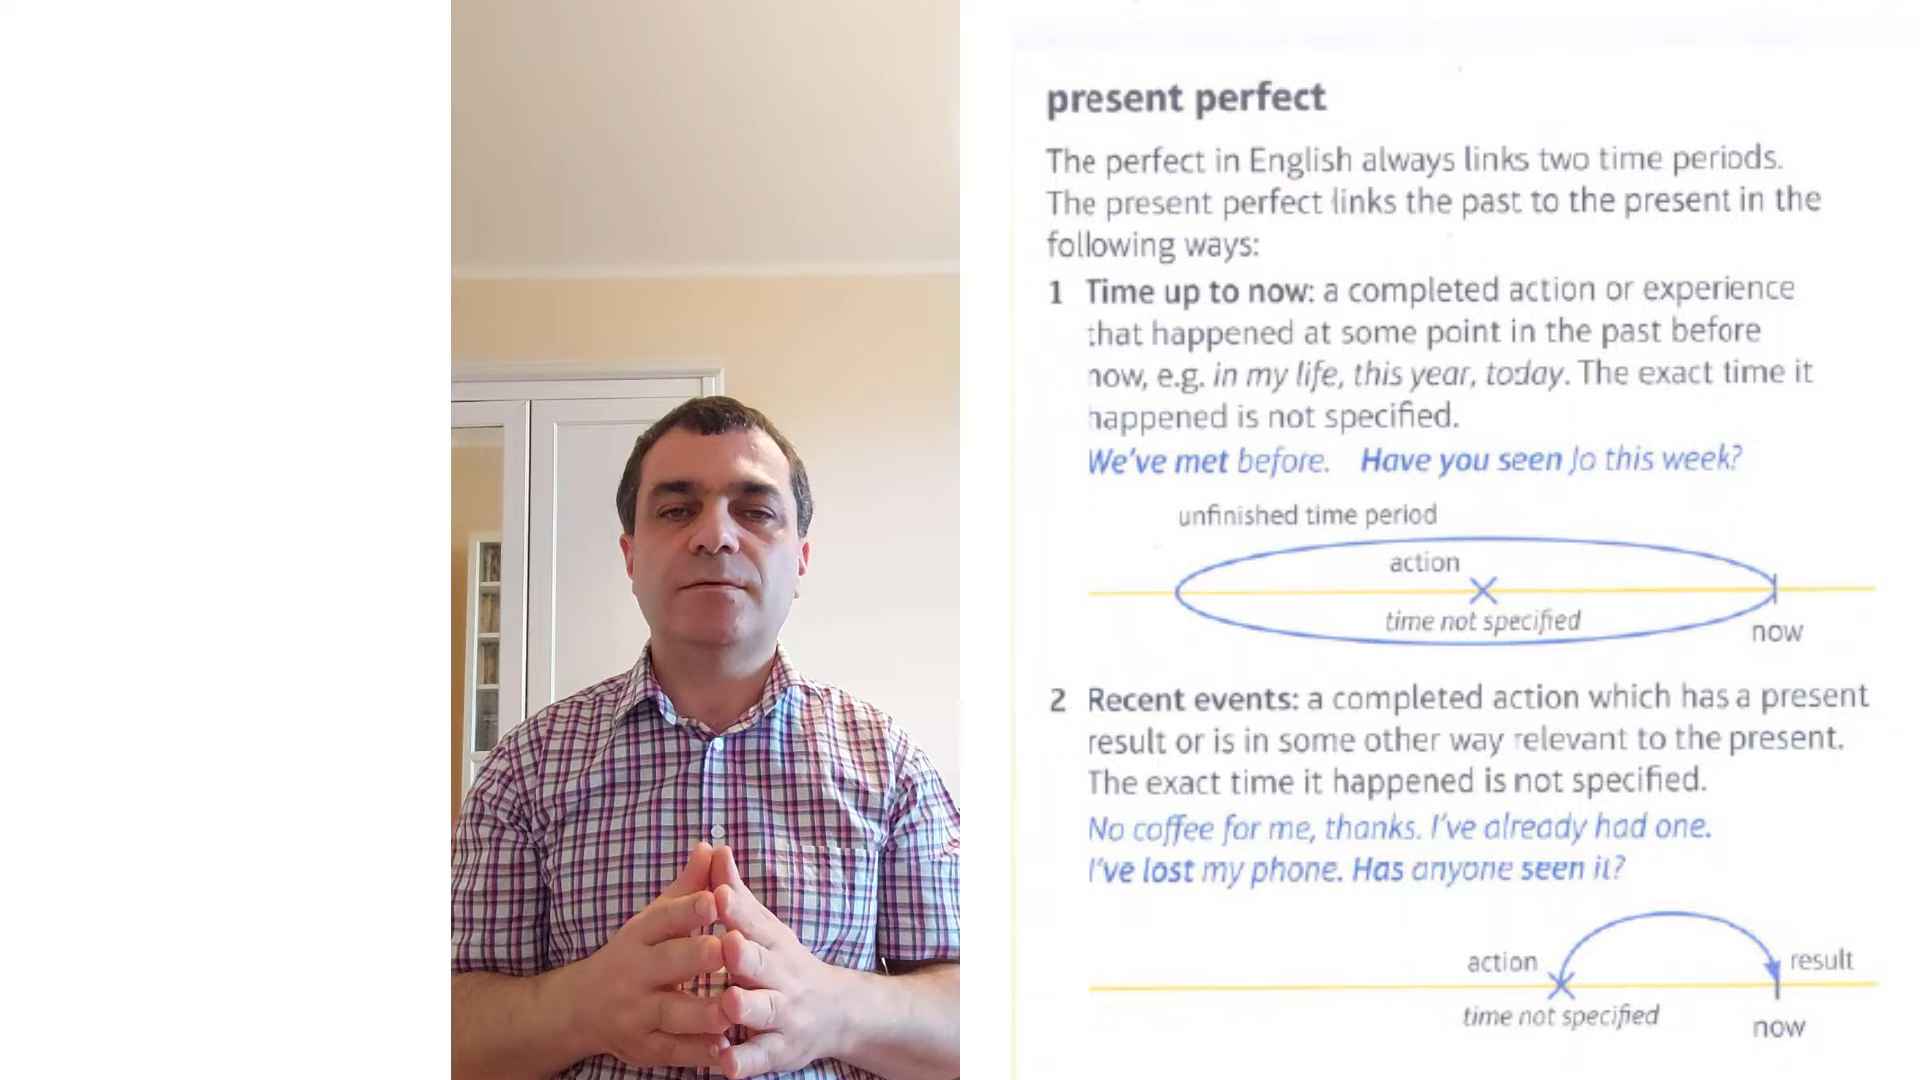 present perfect
The perfect in English always links two time periods.
The present perfect links the past to the present in the
following ways:
1 Time up to now: a completed action or experience
that happened at some point in the past before
now, e.g. in my life, this year, today. The exact time it
happened is not specified.
We've met before. Have you seen Jo this week?
unfinished time period
action
time not specified
now
2 Recent events: a completed action which has a present
result or is in some other way relevant to the present.
The exact time it happened is not specified.
No coffee for me, thanks. I've already had one.
I've lost my phone. Has anyone seen it?
action
result
time not specified
now